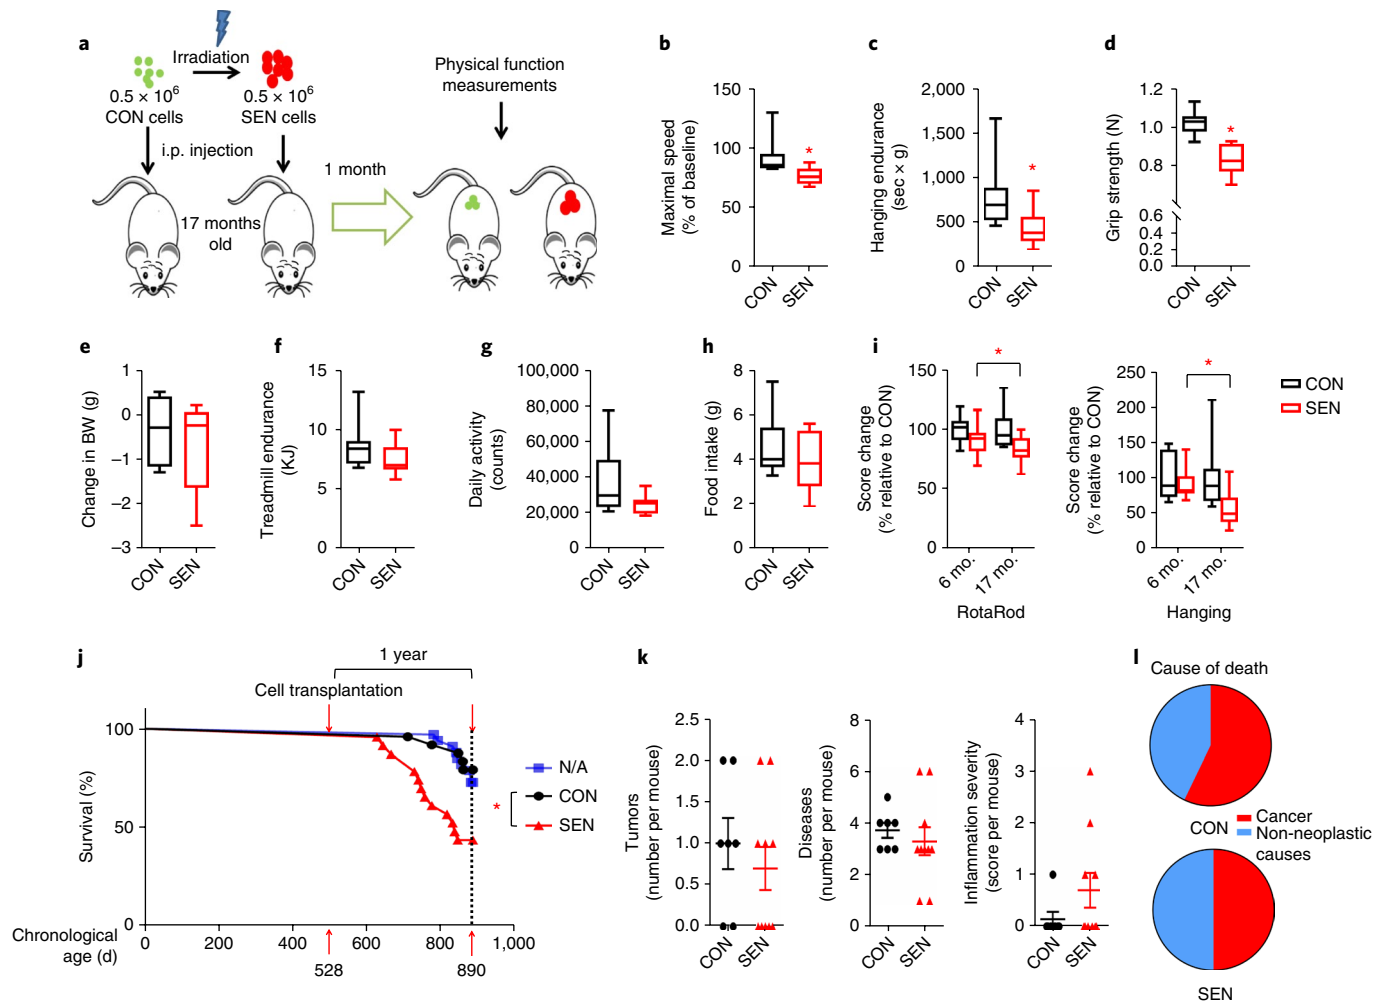 a
Irradiation
0.5 × 10⁶
CON cells
0.5 × 10⁶
SEN cells
i.p. injection
17 months
old
1 month
Physical function
measurements
b
Maximal speed
(% of baseline)
150
100
50
0
CON
SEN
*
c
Hanging endurance
(sec × g)
2,000
1,500
1,000
500
0
CON
SEN
*
d
Grip strength (N)
1.2
1.0
0.8
0.6
0.4
0.2
0.0
CON
SEN
*
e
Change in BW (g)
1
0
–1
–2
–3
CON
SEN
f
Treadmill endurance
(KJ)
15
10
5
0
CON
SEN
g
Daily activity
(counts)
100,000
80,000
60,000
40,000
20,000
0
CON
SEN
h
Food intake (g)
8
6
4
2
0
CON
SEN
i
Score change
(% relative to CON)
150
100
50
0
*
6 mo.
17 mo.
RotaRod
Score change
(% relative to CON)
250
200
150
100
50
0
*
6 mo.
17 mo.
Hanging
CON
SEN
j
1 year
Cell transplantation
Survival (%)
100
50
0
0
200
400
600
800
1,000
Chronological
age (d)
528
890
N/A
CON
SEN
*
k
Tumors
(number per mouse)
2.5
2.0
1.5
1.0
0.5
0.0
CON
SEN
Diseases
(number per mouse)
8
6
4
2
0
CON
SEN
Inflammation severity
(score per mouse)
4
3
2
1
0
CON
SEN
l
Cause of death
CON
Cancer
Non-neoplastic
causes
SEN